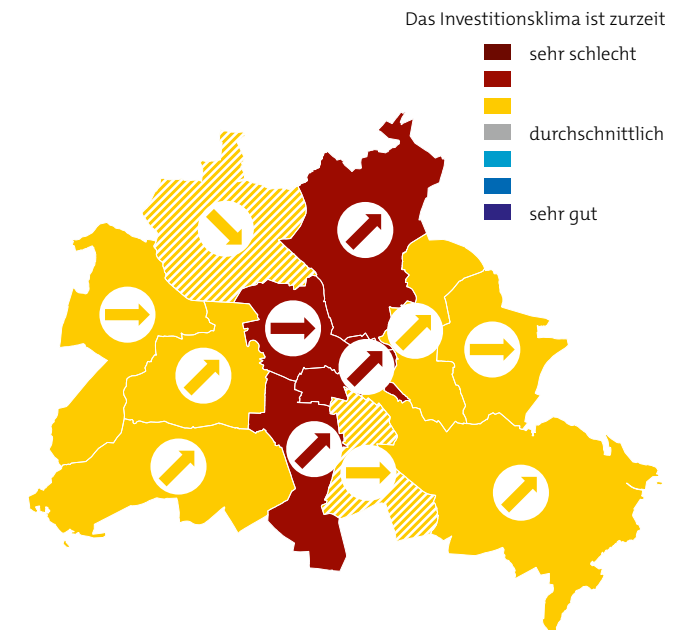 Das Investitionsklima ist zurzeit
sehr schlecht
durchschnittlich
sehr gut